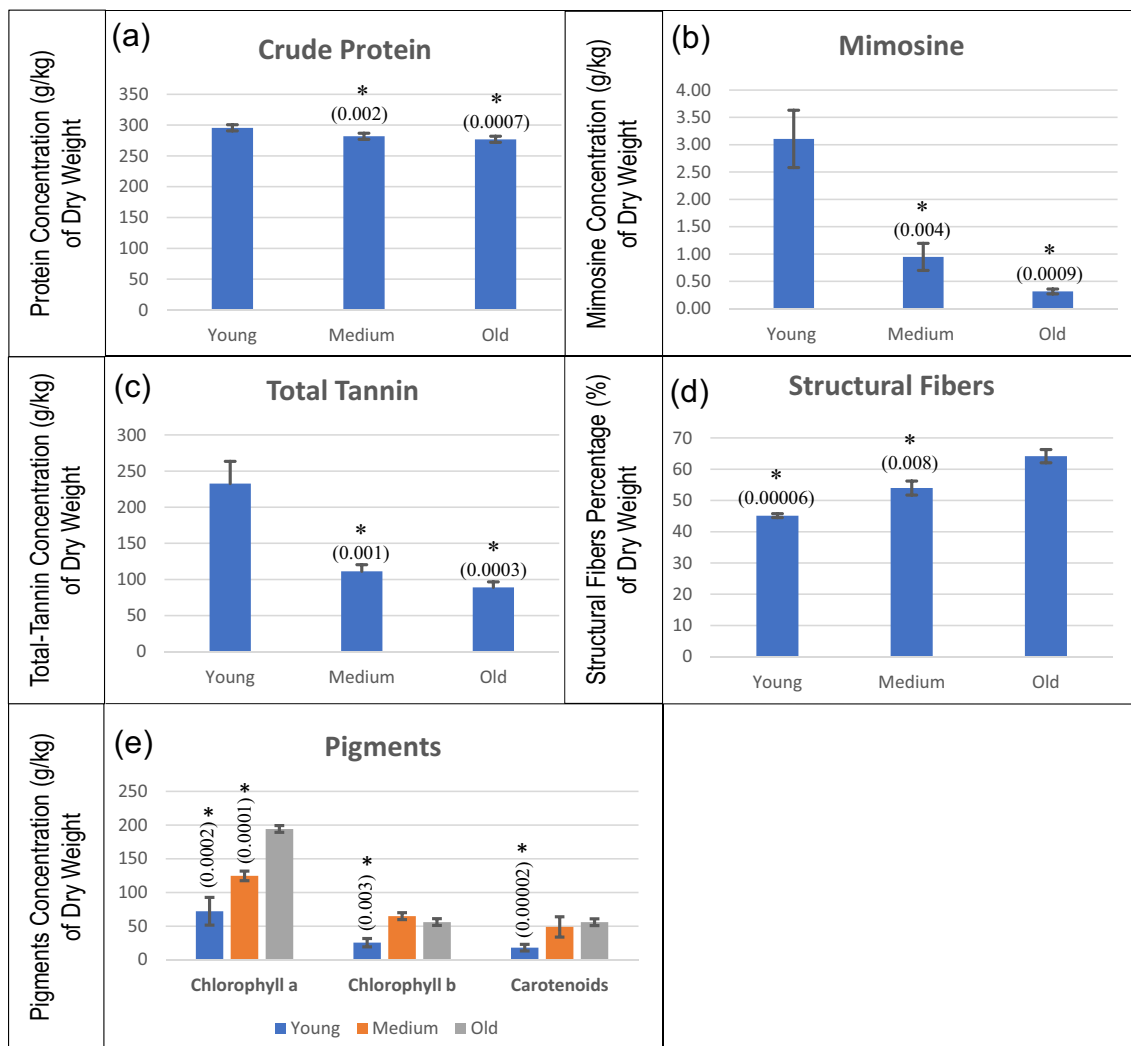 Protein Concentration (g/kg)
of Dry Weight
(a)
Crude Protein
350
300
250
200
150
100
50
0
*
(0.002)
*
(0.0007)
Young Medium Old
Mimosine Concentration (g/kg)
of Dry Weight
(b)
Mimosine
4.00
3.50
3.00
2.50
2.00
1.50
1.00
0.50
0.00
*
(0.004)
*
(0.0009)
Young Medium Old
Total-Tannin Concentration (g/kg)
of Dry Weight
(c)
Total Tannin
300
250
200
150
100
50
0
*
(0.001)
*
(0.0003)
Young Medium Old
Structural Fibers Percentage (%)
of Dry Weight
(d)
Structural Fibers
70
60
50
40
30
20
10
0
*
(0.00006)
*
(0.008)
Young Medium Old
Pigments Concentration (g/kg)
of Dry Weight
(e)
Pigments
250
200
150
100
50
0
(0.0002) *
(0.0001) *
(0.003) *
(0.00002) *
Chlorophyll a Chlorophyll b Carotenoids
Young Medium Old